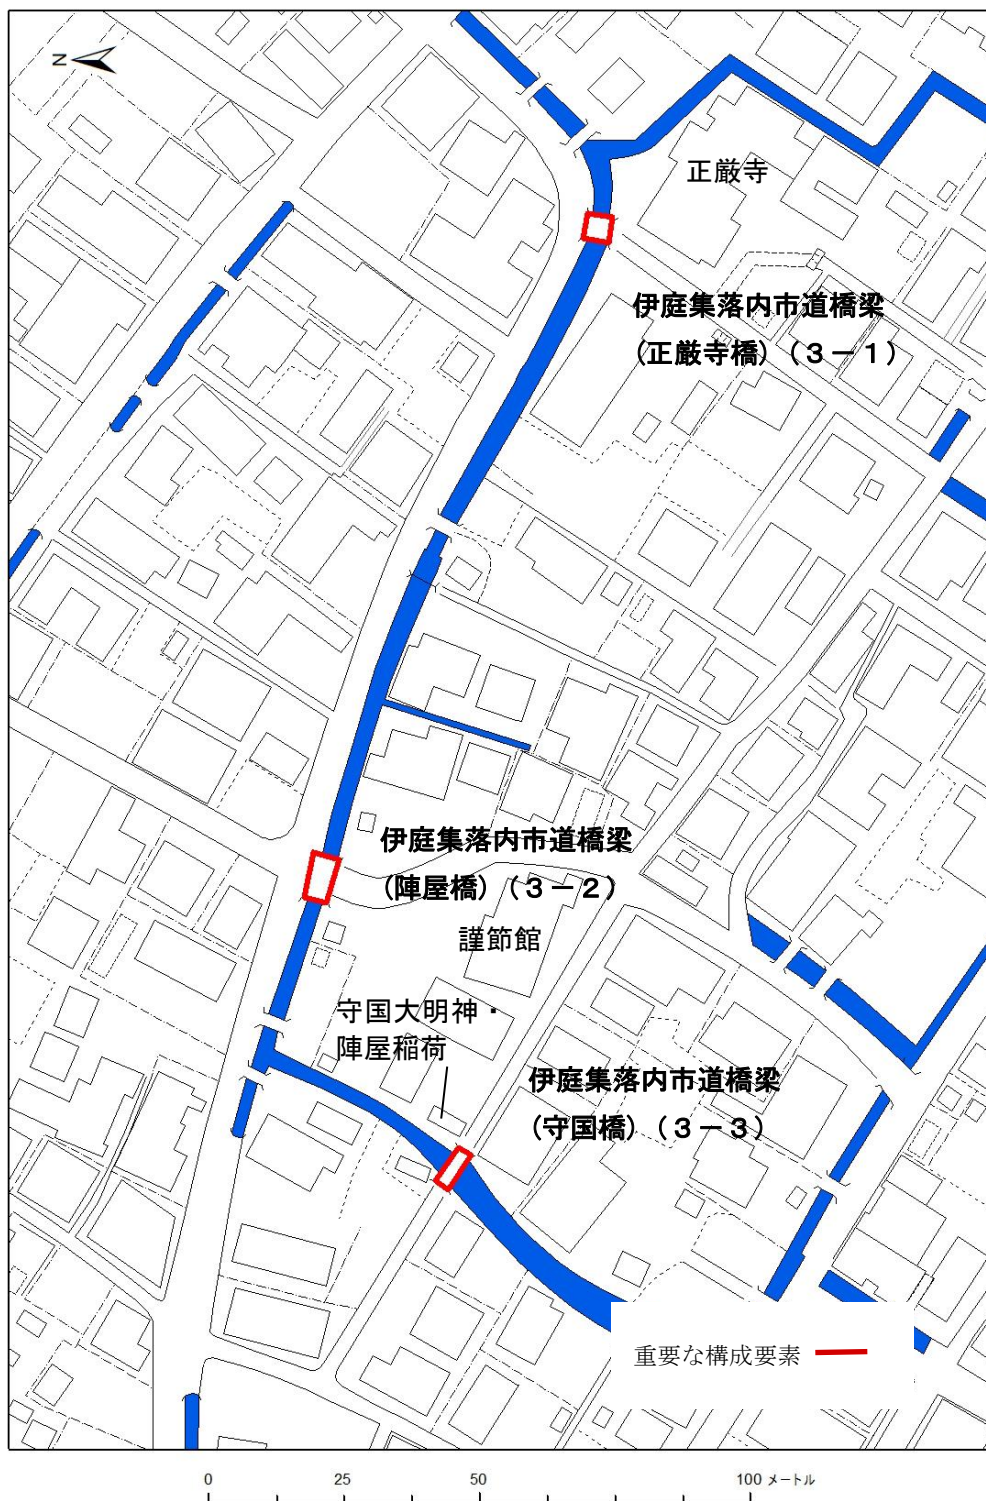 N
正厳寺
伊庭集落内市道橋梁
(正厳寺橋)（３－１）
伊庭集落内市道橋梁
(陣屋橋)（３－２）
謹節館
守国大明神・
陣屋稲荷
伊庭集落内市道橋梁
(守国橋)（３－３）
重要な構成要素
0 25 50 100 メートル